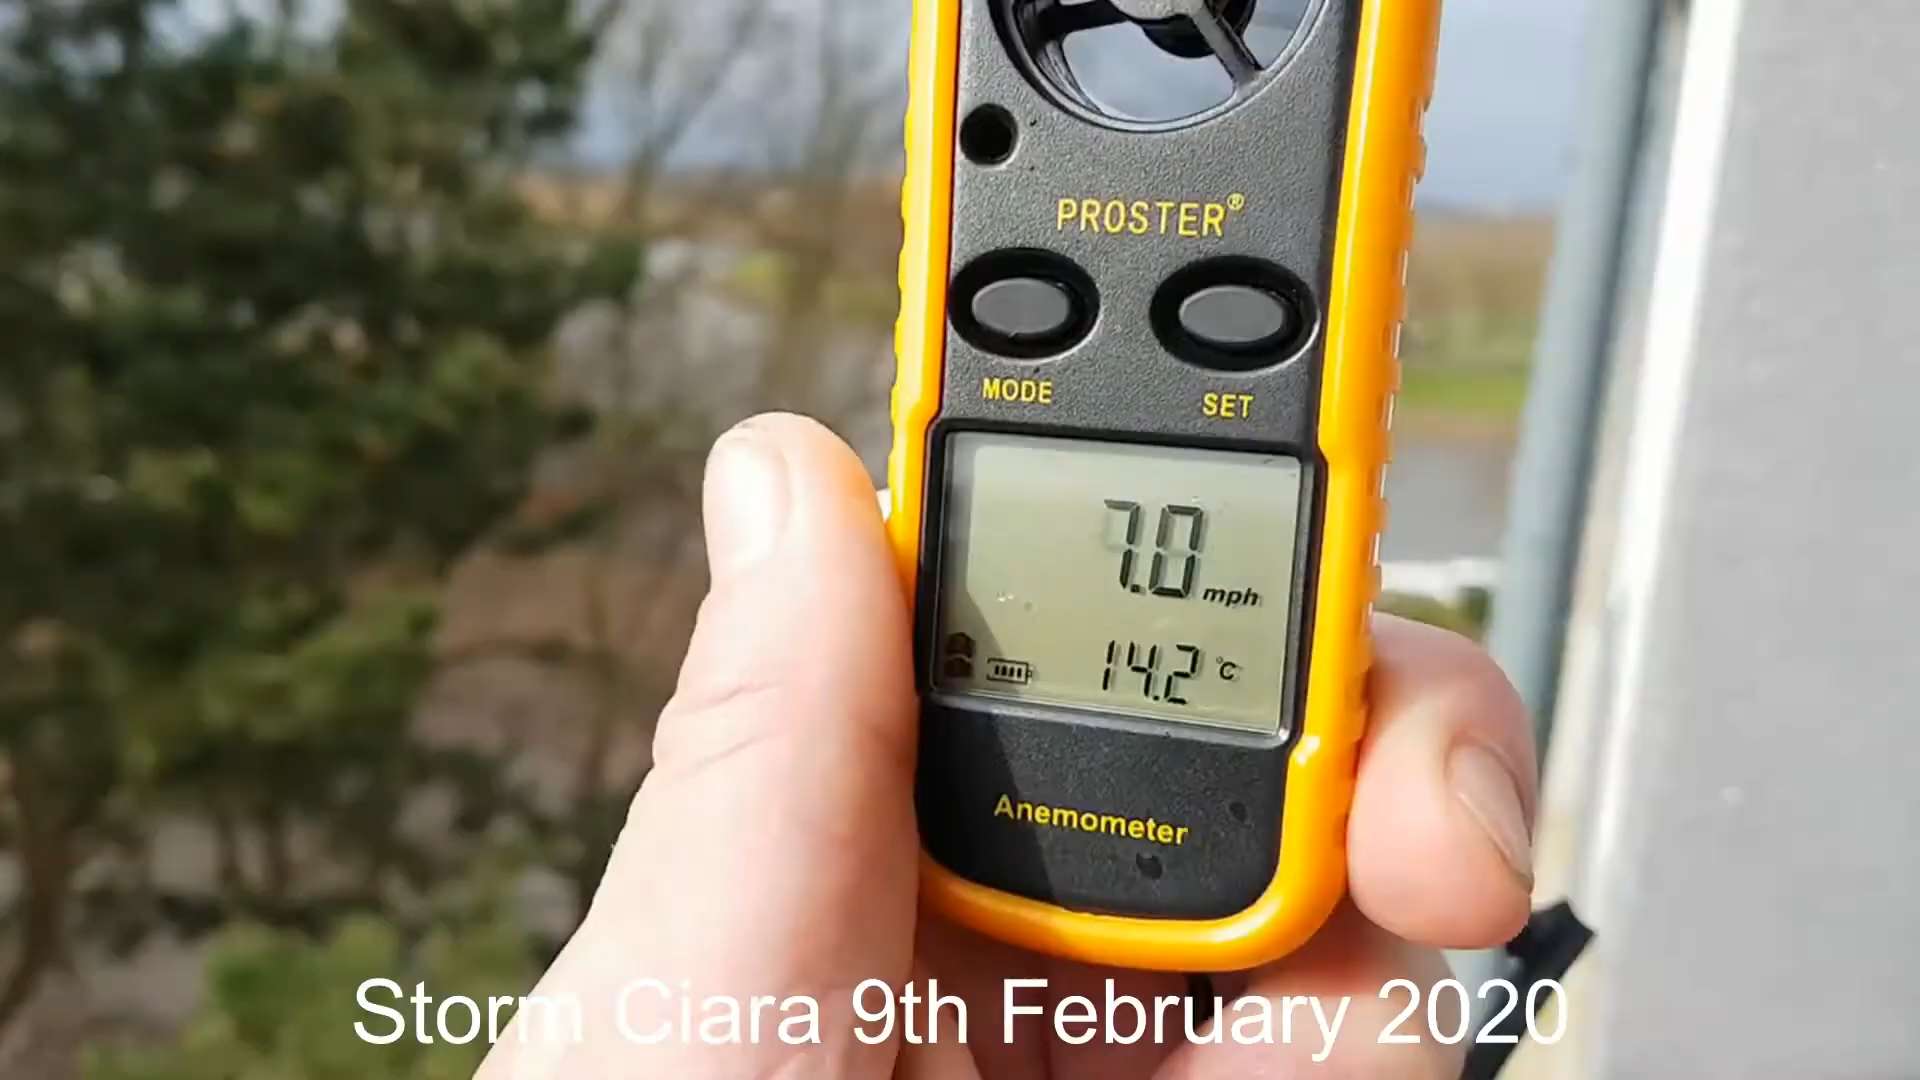 PROSTER®
MODE SET
7.0 mph
14.2 °C
Anemometer
Storm Ciara 9th February 2020